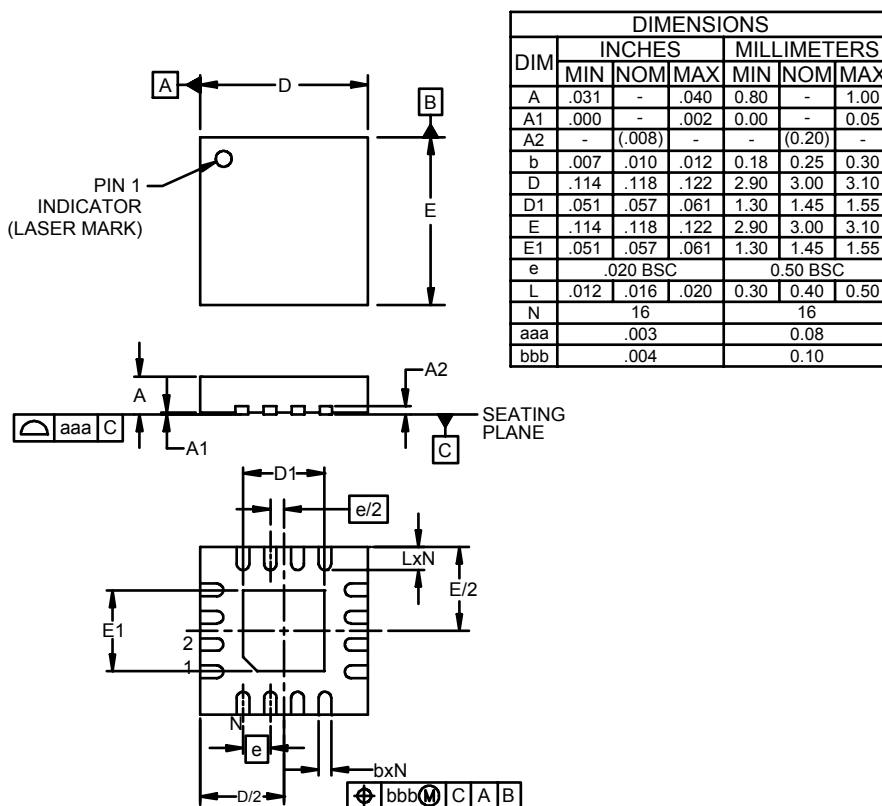 A
D
B
PIN 1
INDICATOR
(LASER MARK)
E
DIMENSIONS
DIM INCHES MILLIMETERS
MIN NOM MAX MIN NOM MAX
A .031 - .040 0.80 - 1.00
A1 .000 - .002 0.00 - 0.05
A2 - (.008) - - (0.20) -
b .007 .010 .012 0.18 0.25 0.30
D .114 .118 .122 2.90 3.00 3.10
D1 .051 .057 .061 1.30 1.45 1.55
E .114 .118 .122 2.90 3.00 3.10
E1 .051 .057 .061 1.30 1.45 1.55
e .020 BSC 0.50 BSC
L .012 .016 .020 0.30 0.40 0.50
N 16 16
aaa .003 0.08
bbb .004 0.10
A
A2
aaa C
A1
SEATING
PLANE
C
D1
e/2
LxN
E/2
E1
2
1
N
e
bxN
D/2
bbb M C A B